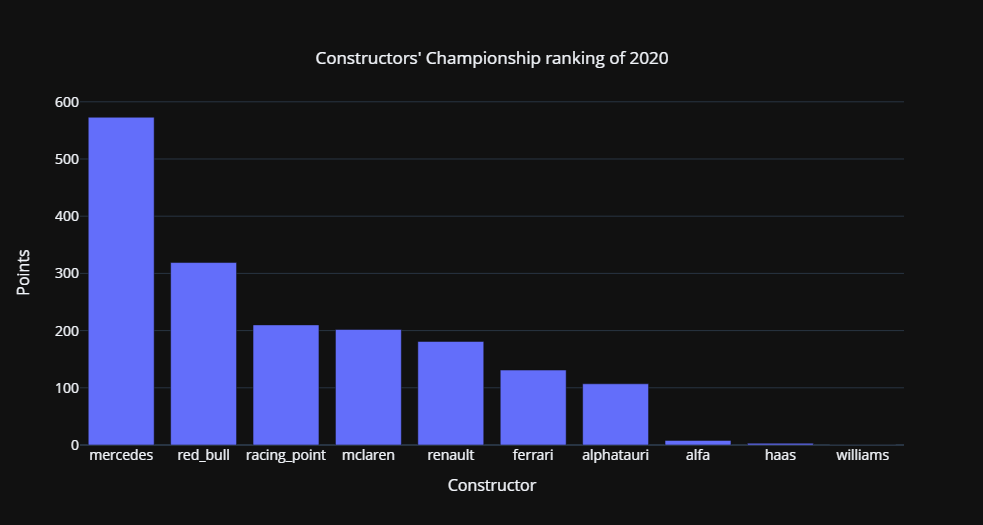 Constructors' Championship ranking of 2020
600
500
400
300
200
100
0
Points
mercedes red_bull racing_point mclaren renault ferrari alphatauri alfa haas williams
Constructor